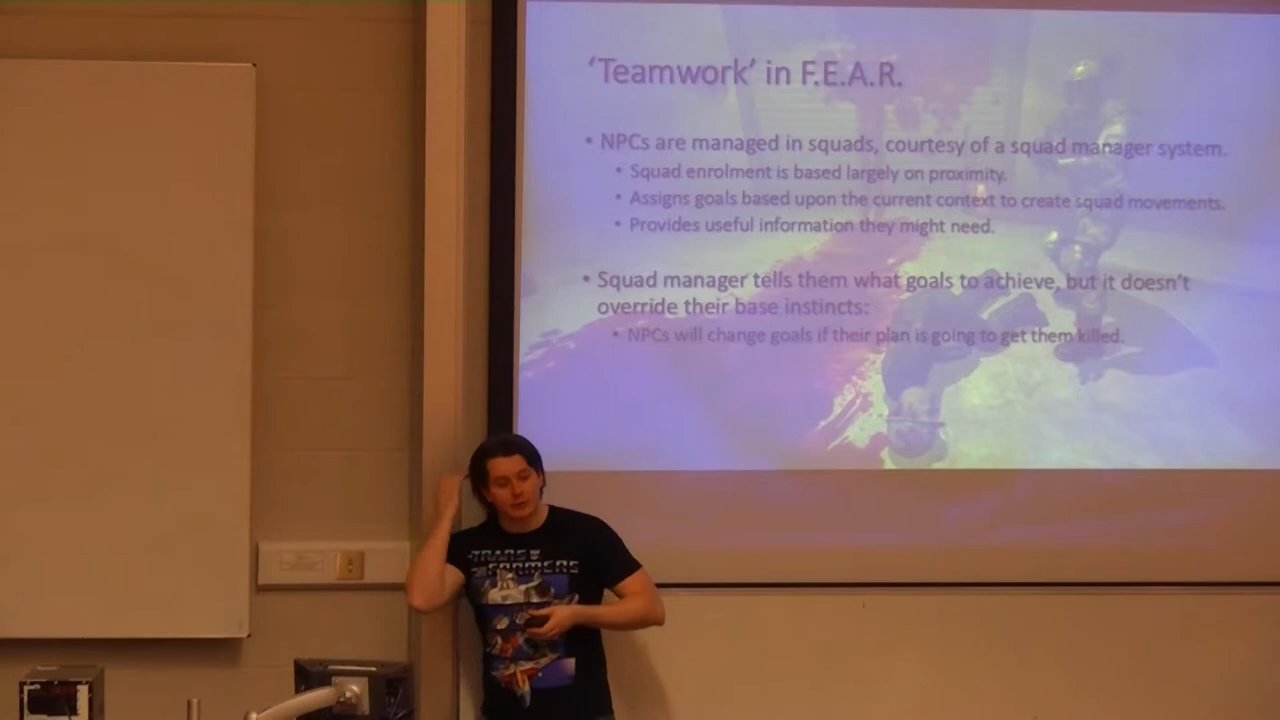 ‘Teamwork’ in F.E.A.R.
• NPCs are managed in squads, courtesy of a squad manager system.
• Squad enrolment is based largely on proximity.
• Assigns goals based upon the current context to create squad movements.
• Provides useful information they might need.
• Squad manager tells them what goals to achieve, but it doesn’t
override their base instincts:
• NPCs will change goals if their plan is going to get them killed.
TRANS
FORMERS